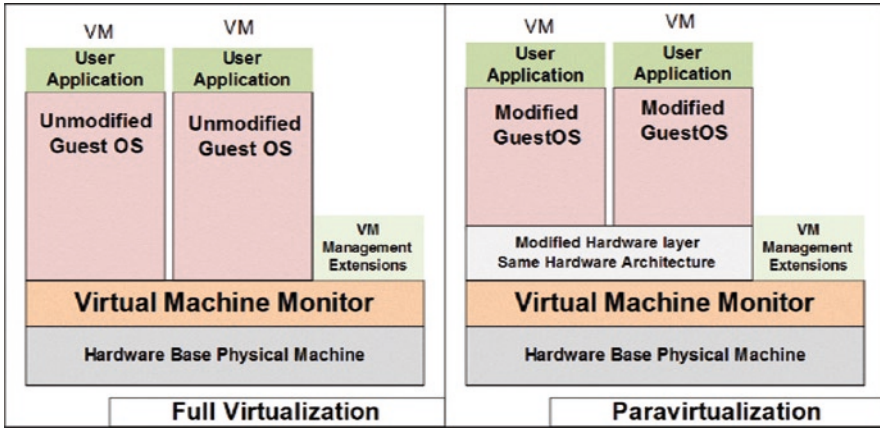 VM
VM
User
Application
User
Application
Unmodified
Guest OS
Unmodified
Guest OS
VM
Management
Extensions
Virtual Machine Monitor
Hardware Base Physical Machine
Full Virtualization
VM
VM
User
Application
User
Application
Modified
GuestOS
Modified
GuestOS
Modified Hardware layer
Same Hardware Architecture
VM
Management
Extensions
Virtual Machine Monitor
Hardware Base Physical Machine
Paravirtualization